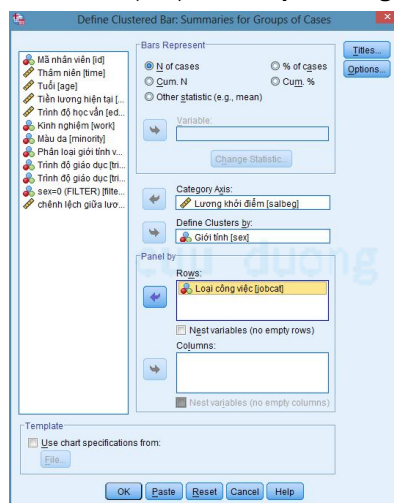 Define Clustered Bar: Summaries for Groups of Cases
Mã nhân viên [id]
Thâm niên [time]
Tuổi [age]
Tiền lương hiện tại [...
Trình độ học vấn [ed...
Kinh nghiệm [work]
Màu da [minority]
Phân loại giới tính v...
Trình độ giáo dục [tri...
Trình độ giáo dục [tri...
sex=0 (FILTER) [filte...
chênh lệch giữa lươ...
Bars Represent
N of cases
% of cases
Cum. N
Cum. %
Other statistic (e.g., mean)
Variable:
Change Statistic...
Category Axis:
Lương khởi điểm [salbeg]
Define Clusters by:
Giới tính [sex]
Panel by
Rows:
Loại công việc [jobcat]
Nest variables (no empty rows)
Columns:
Nest variables (no empty columns)
Titles...
Options...
Template
Use chart specifications from:
File...
OK
Paste
Reset
Cancel
Help